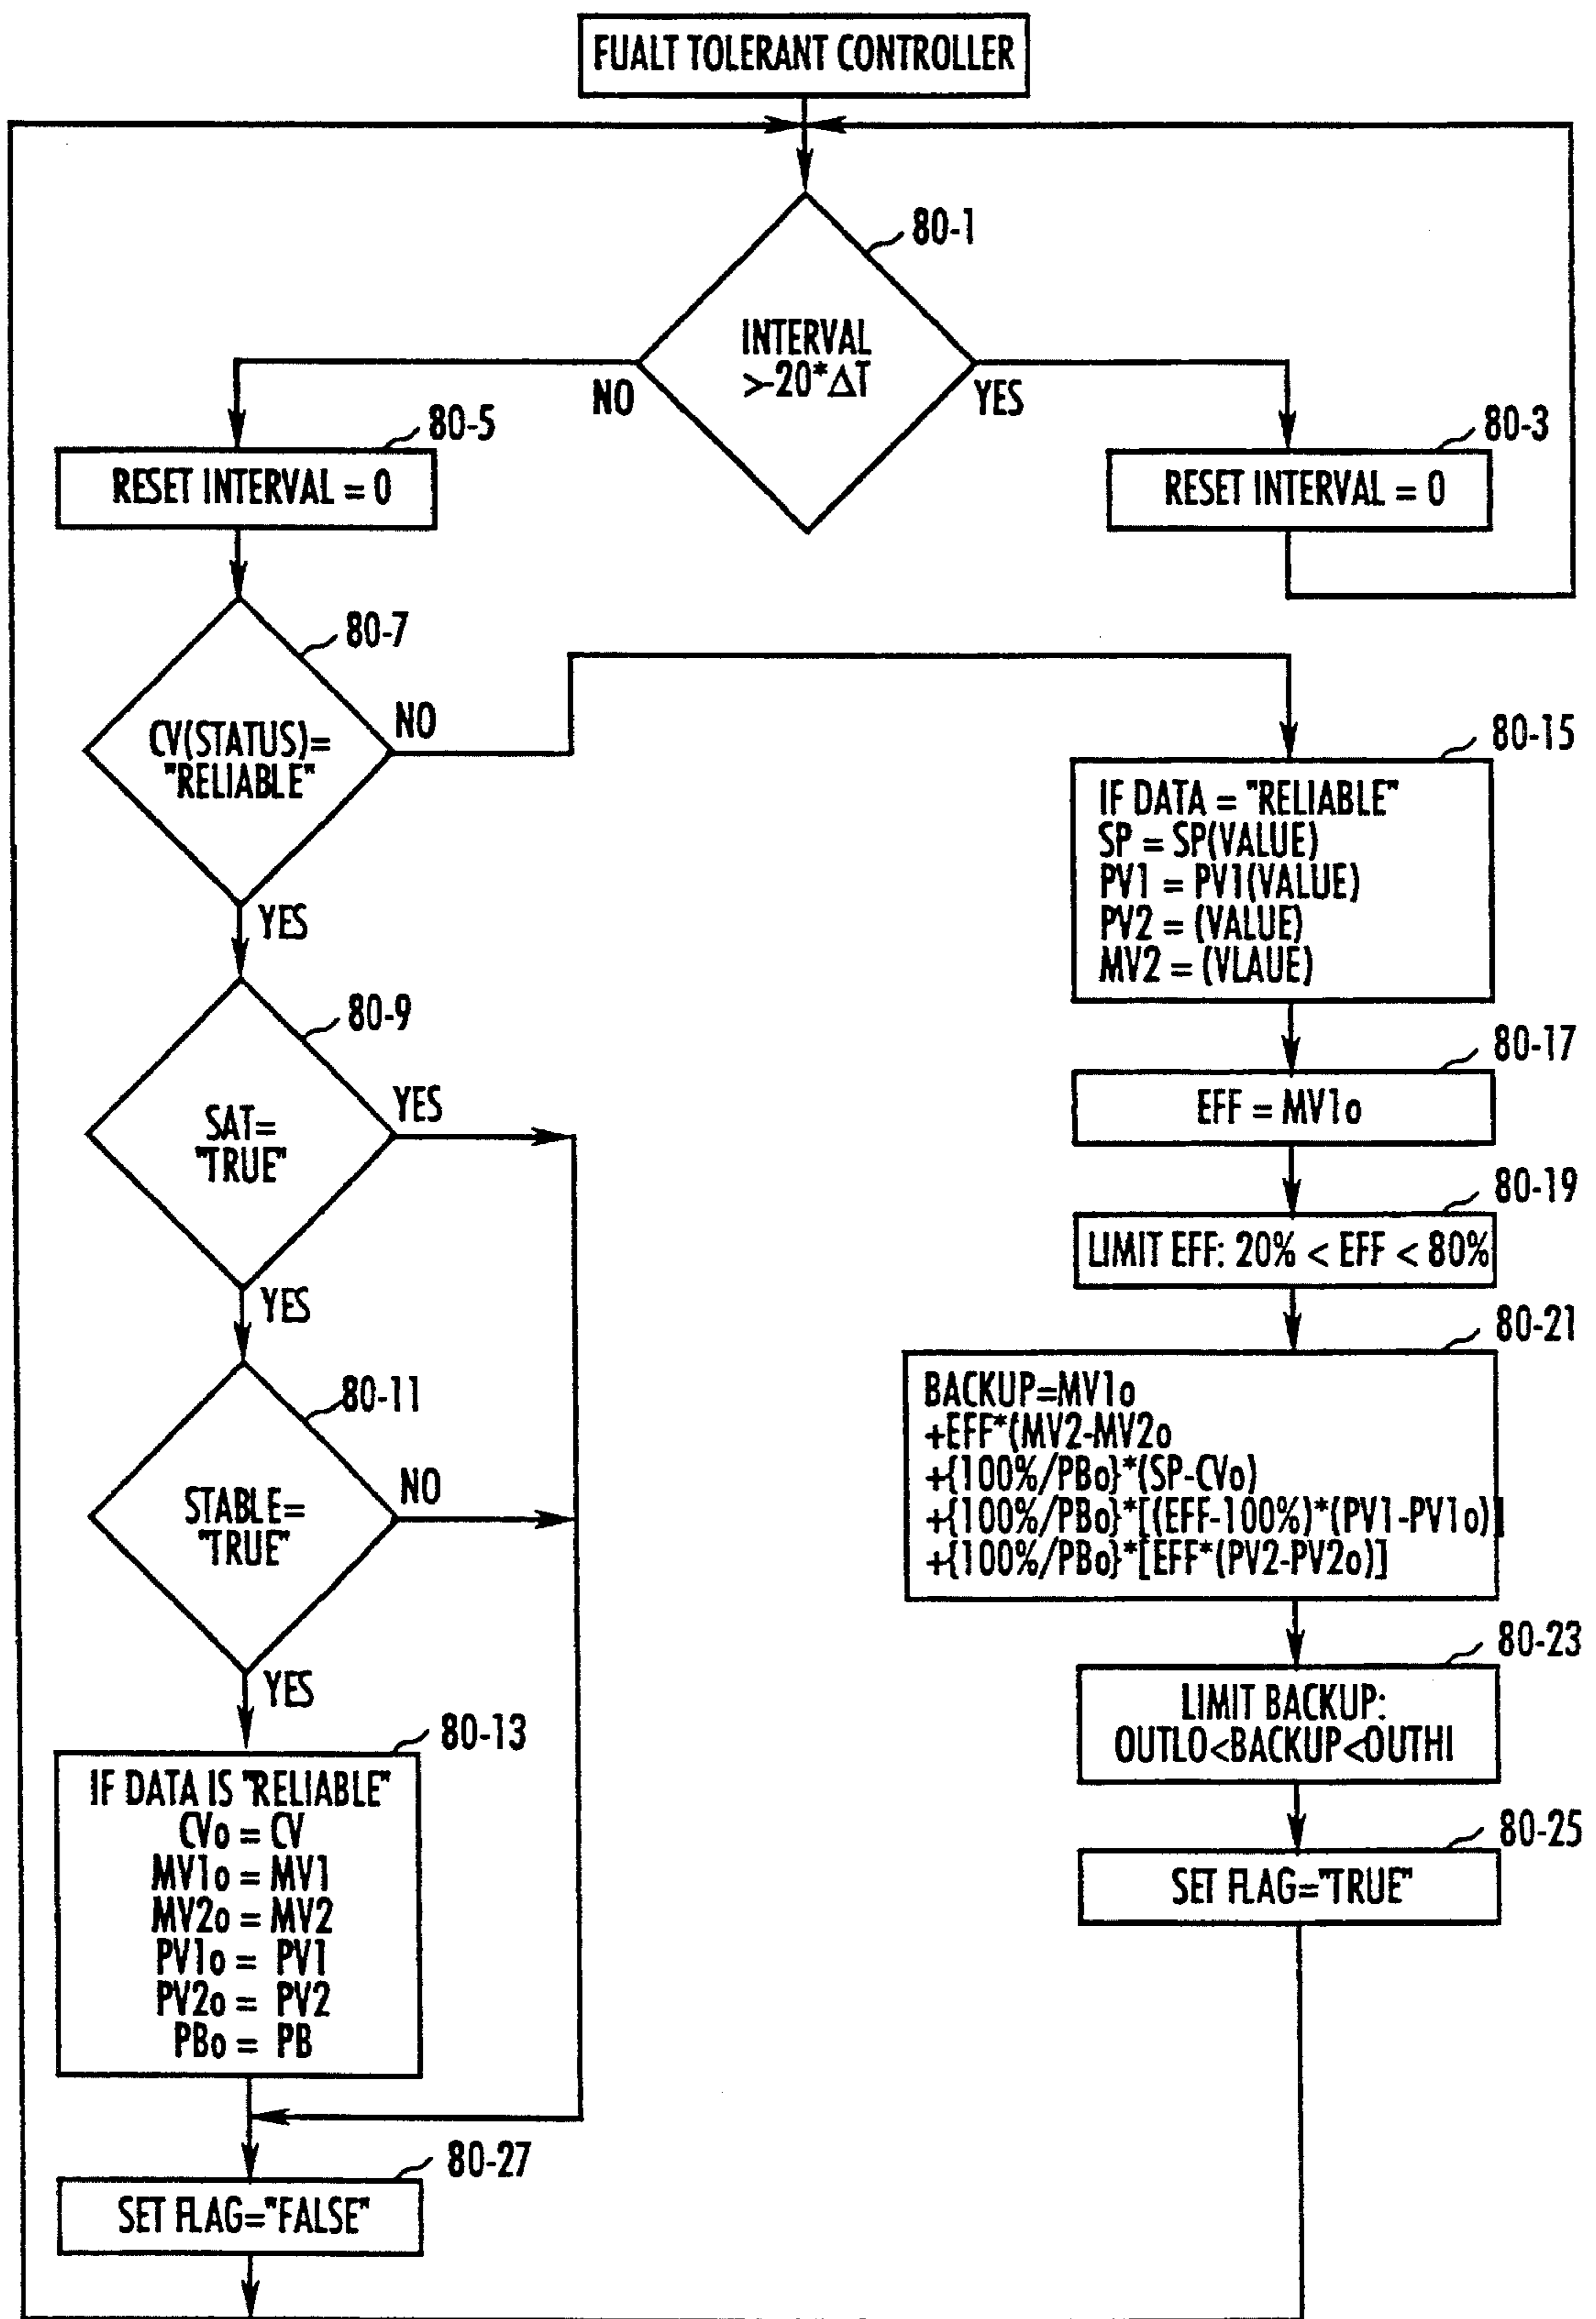 FUALT TOLERANT CONTROLLER
80-1
INTERVAL
>-20*ΔT
NO
YES
80-5
RESET INTERVAL = 0
80-3
RESET INTERVAL = 0
80-7
CV(STATUS)=
"RELIABLE"
NO
YES
80-15
IF DATA = "RELIABLE"
SP = SP(VALUE)
PV1 = PV1(VALUE)
PV2 = (VALUE)
MV2 = (VLAUE)
80-9
SAT=
"TRUE"
YES
YES
80-17
EFF = MV1o
80-19
LIMIT EFF: 20% < EFF < 80%
80-21
BACKUP=MV1o
+EFF*(MV2-MV2o
+{100%/PBo}*(SP-CVo)
+{100%/PBo}*[(EFF-100%)*(PV1-PV1o)]
+{100%/PBo}*[EFF*(PV2-PV2o)]
80-11
STABLE=
"TRUE"
NO
YES
80-23
LIMIT BACKUP:
OUTLO<BACKUP<OUTHI
80-13
IF DATA IS "RELIABLE"
CVo = CV
MV1o = MV1
MV2o = MV2
PV1o = PV1
PV2o = PV2
PBo = PB
80-25
SET FLAG="TRUE"
80-27
SET FLAG="FALSE"